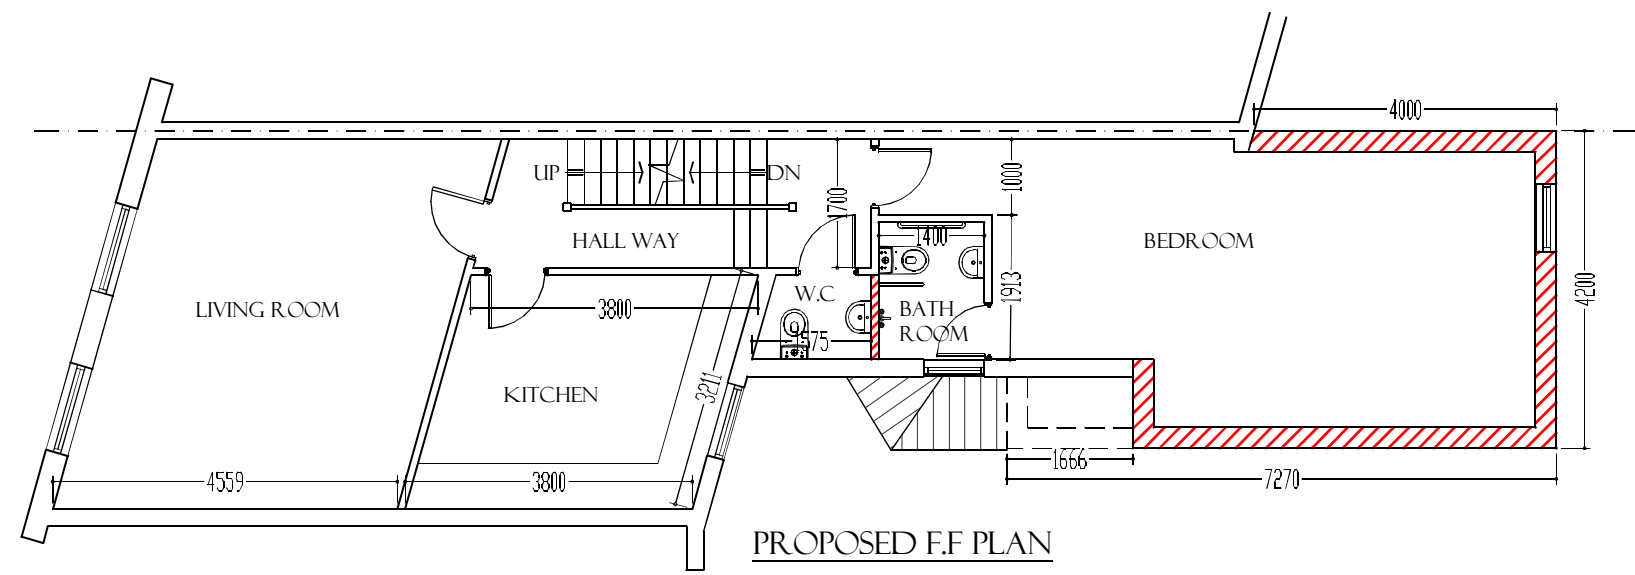 4000
UP
DN
1700
1000
HALL WAY
1400
BEDROOM
4200
W.C
1913
LIVING ROOM
3800
BATH
ROOM
1575
KITCHEN
3211
1666
4559
3800
7270
PROPOSED F.F PLAN